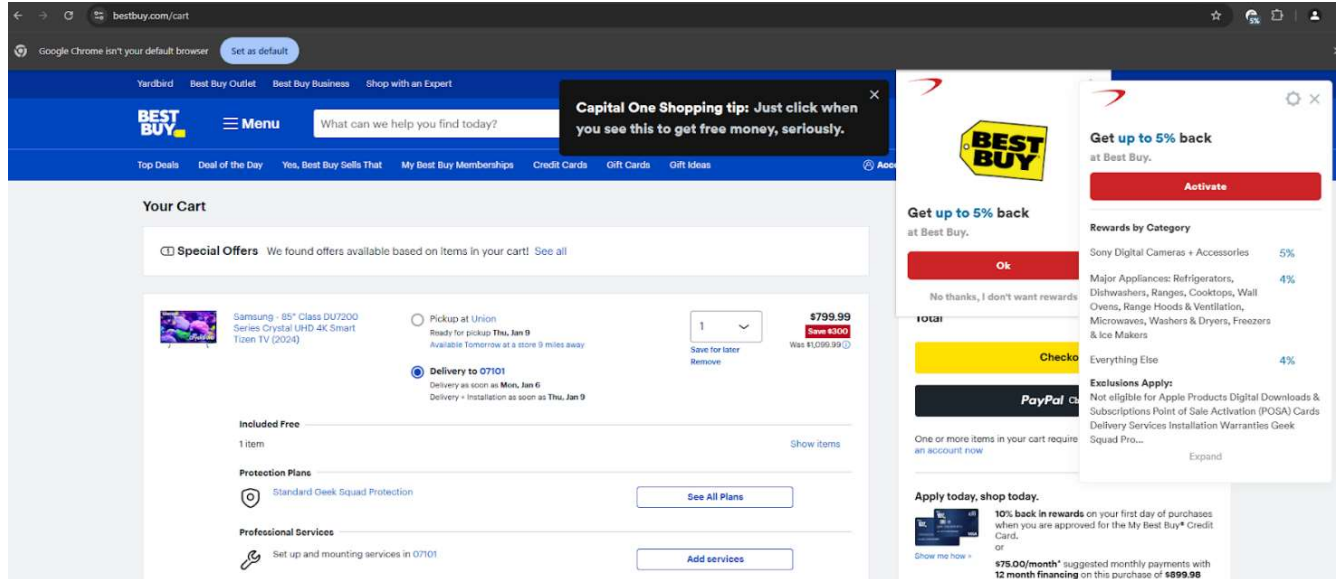 bestbuy.com/cart
5%
Google Chrome isn't your default browser
Set as default
Yardbird Best Buy Outlet Best Buy Business Shop with an Expert
BEST
BUY
Menu
What can we help you find today?
Top Deals Deal of the Day Yes, Best Buy Sells That My Best Buy Memberships Credit Cards Gift Cards Gift Ideas
Capital One Shopping tip: Just click when
you see this to get free money, seriously.
Your Cart
Special Offers We found offers available based on items in your cart! See all
Samsung - 85" Class DU7200
Series Crystal UHD 4K Smart
Tizen TV (2024)
Pickup at Union
Ready for pickup Thu, Jan 9
Available Tomorrow at a store 9 miles away
Delivery to 07101
Delivery as soon as Mon, Jan 6
Delivery + Installation as soon as Thu, Jan 9
1
Save for later
Remove
$799.99
Save $300
Was $1,099.99
Included Free
1 item
Show items
Protection Plans
Standard Geek Squad Protection
See All Plans
Professional Services
Set up and mounting services in 07101
Add services
BEST
BUY
Get up to 5% back
at Best Buy.
Ok
No thanks, I don't want rewards
Total
PayPal
One or more items in your cart require
an account now
Apply today, shop today.
citi
VISA
Show me how
10% back in rewards on your first day of purchases
when you are approved for the My Best Buy® Credit
Card.
or
$75.00/month* suggested monthly payments with
12 month financing on this purchase of $899.98
Get up to 5% back
at Best Buy.
Activate
Rewards by Category
Sony Digital Cameras + Accessories 5%
Major Appliances: Refrigerators, 4%
Dishwashers, Ranges, Cooktops, Wall
Ovens, Range Hoods & Ventilation,
Microwaves, Washers & Dryers, Freezers
& Ice Makers
Everything Else 4%
Exclusions Apply:
Not eligible for Apple Products Digital Downloads &
Subscriptions Point of Sale Activation (POSA) Cards
Delivery Services Installation Warranties Geek
Squad Pro...
Expand